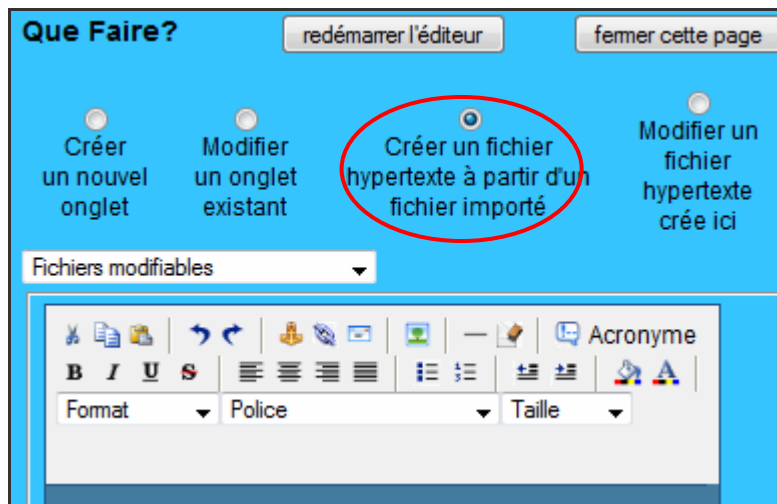 Que Faire?
redémarrer l'éditeur
fermer cette page
Créer
un nouvel
onglet
Modifier
un onglet
existant
Créer un fichier
hypertexte à partir d'un
fichier importé
Modifier un
fichier
hypertexte
crée ici
Fichiers modifiables
Acronyme
B I U S
Format
Police
Taille